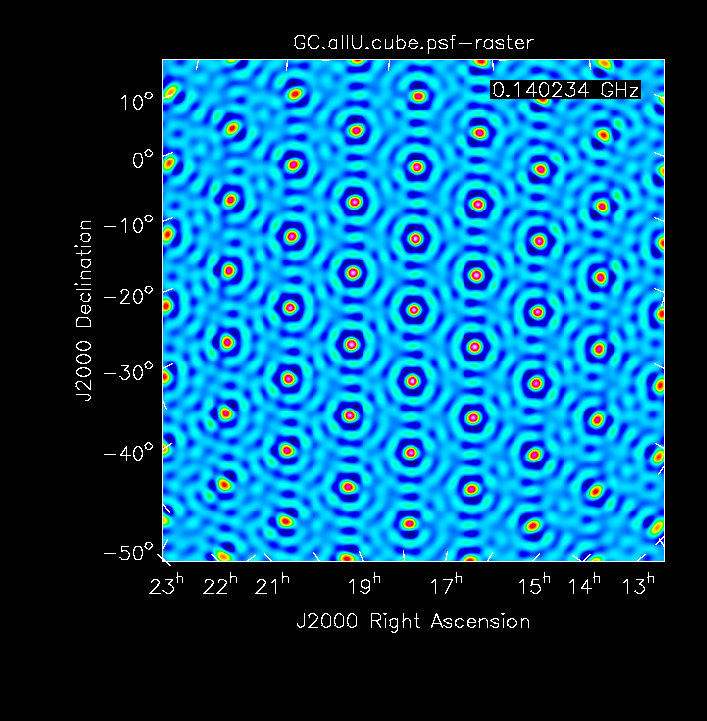 GC.allU.cube.psf-raster
0.140234 GHz
10°
0°
-10°
-20°
-30°
-40°
-50°
J2000 Declination
23h 22h 21h 19h 17h 15h 14h 13h
J2000 Right Ascension